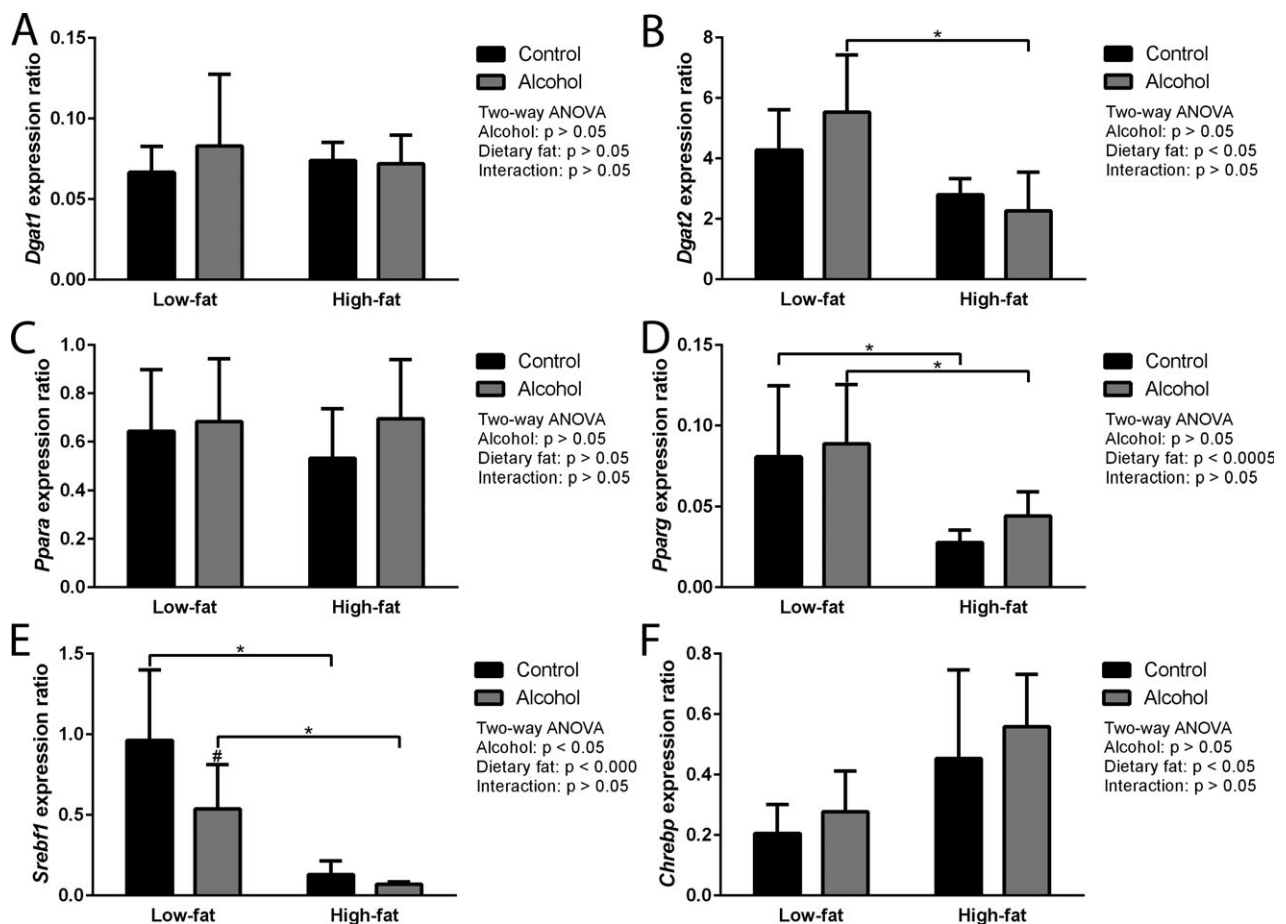 A
Dgat1 expression ratio
0.15
0.10
0.05
0.00
Low-fat
High-fat
Control
Alcohol
Two-way ANOVA
Alcohol: p > 0.05
Dietary fat: p > 0.05
Interaction: p > 0.05
B
Dgat2 expression ratio
8
6
4
2
0
*
Low-fat
High-fat
Control
Alcohol
Two-way ANOVA
Alcohol: p > 0.05
Dietary fat: p < 0.05
Interaction: p > 0.05
C
Ppara expression ratio
1.0
0.8
0.6
0.4
0.2
0.0
Low-fat
High-fat
Control
Alcohol
Two-way ANOVA
Alcohol: p > 0.05
Dietary fat: p > 0.05
Interaction: p > 0.05
D
Pparg expression ratio
0.15
0.10
0.05
0.00
*
*
Low-fat
High-fat
Control
Alcohol
Two-way ANOVA
Alcohol: p > 0.05
Dietary fat: p < 0.0005
Interaction: p > 0.05
E
Srebf1 expression ratio
1.5
1.0
0.5
0.0
*
*
#
Low-fat
High-fat
Control
Alcohol
Two-way ANOVA
Alcohol: p < 0.05
Dietary fat: p < 0.000
Interaction: p > 0.05
F
Chrebp expression ratio
0.8
0.6
0.4
0.2
0.0
Low-fat
High-fat
Control
Alcohol
Two-way ANOVA
Alcohol: p > 0.05
Dietary fat: p < 0.05
Interaction: p > 0.05